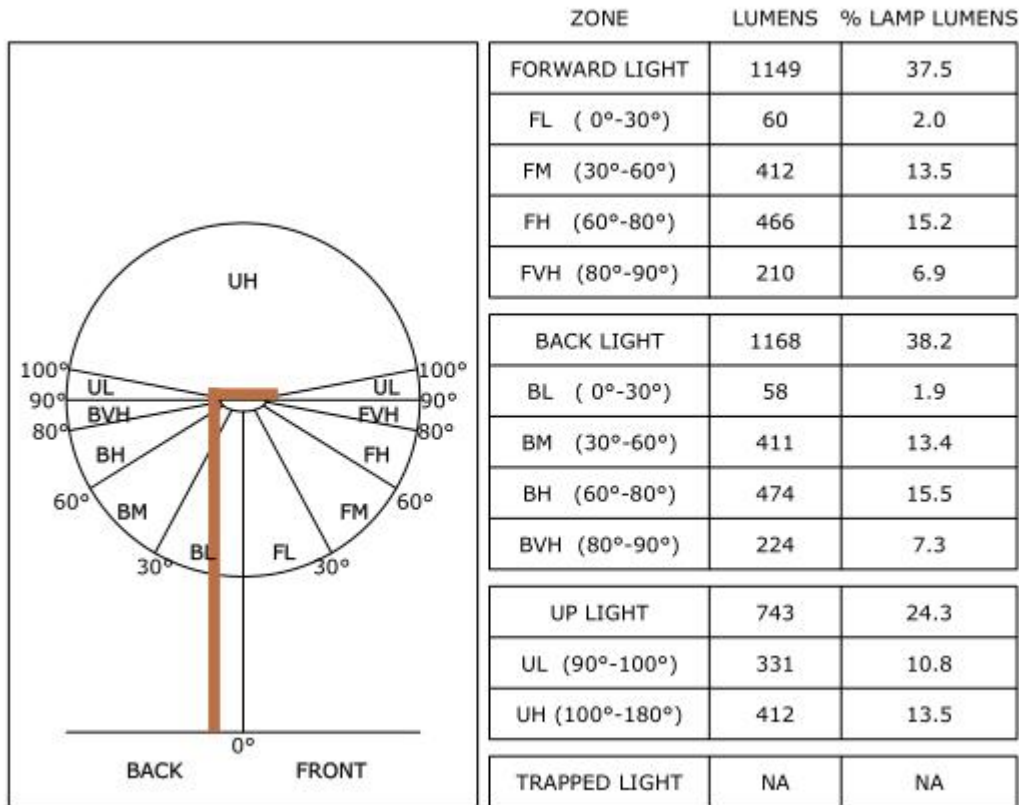 ZONE LUMENS % LAMP LUMENS
FORWARD LIGHT 1149 37.5
FL ( 0°-30°) 60 2.0
FM (30°-60°) 412 13.5
FH (60°-80°) 466 15.2
FVH (80°-90°) 210 6.9
BACK LIGHT 1168 38.2
BL ( 0°-30°) 58 1.9
BM (30°-60°) 411 13.4
BH (60°-80°) 474 15.5
BVH (80°-90°) 224 7.3
UP LIGHT 743 24.3
UL (90°-100°) 331 10.8
UH (100°-180°) 412 13.5
TRAPPED LIGHT NA NA
UH
100° 100°
UL UL
90° 90°
BVH FVH
80° 80°
BH FH
60° 60°
BM FM
BL FL
30° 30°
0°
BACK FRONT